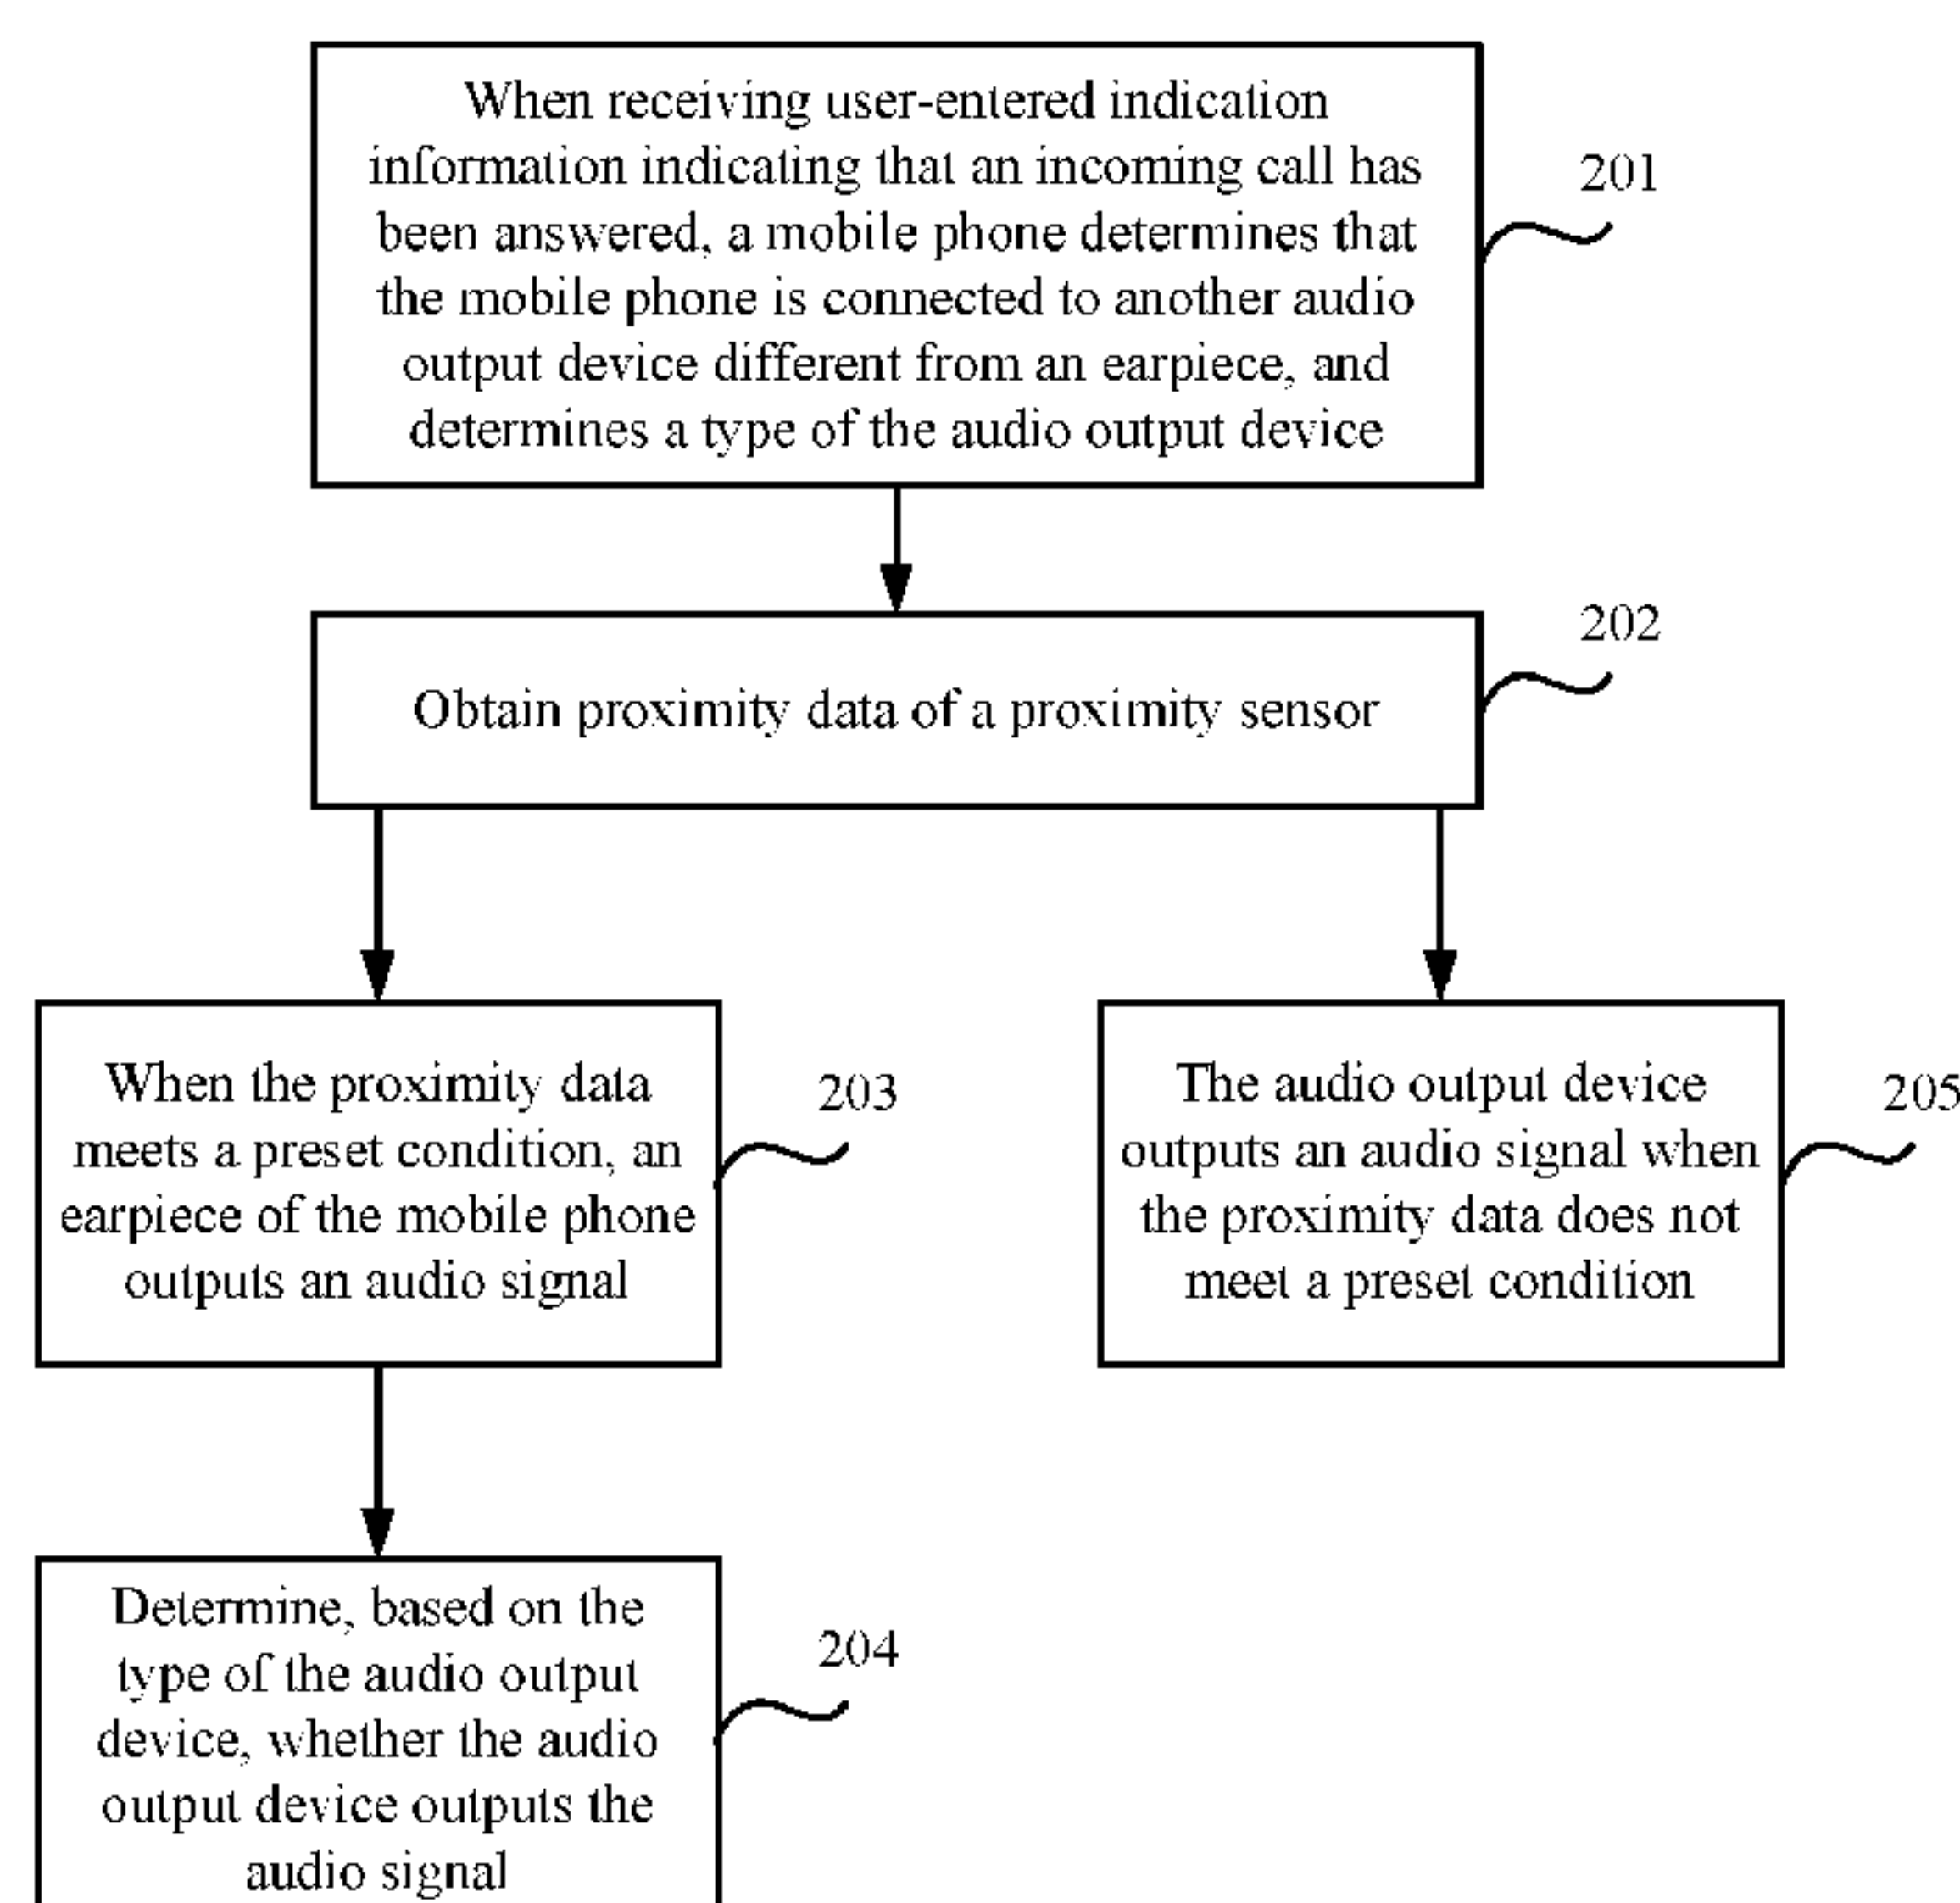 When receiving user-entered indication
information indicating that an incoming call has
been answered, a mobile phone determines that
the mobile phone is connected to another audio
output device different from an earpiece, and
determines a type of the audio output device
201
Obtain proximity data of a proximity sensor
202
When the proximity data
meets a preset condition, an
earpiece of the mobile phone
outputs an audio signal
203
The audio output device
outputs an audio signal when
the proximity data does not
meet a preset condition
205
Determine, based on the
type of the audio output
device, whether the audio
output device outputs the
audio signal
204